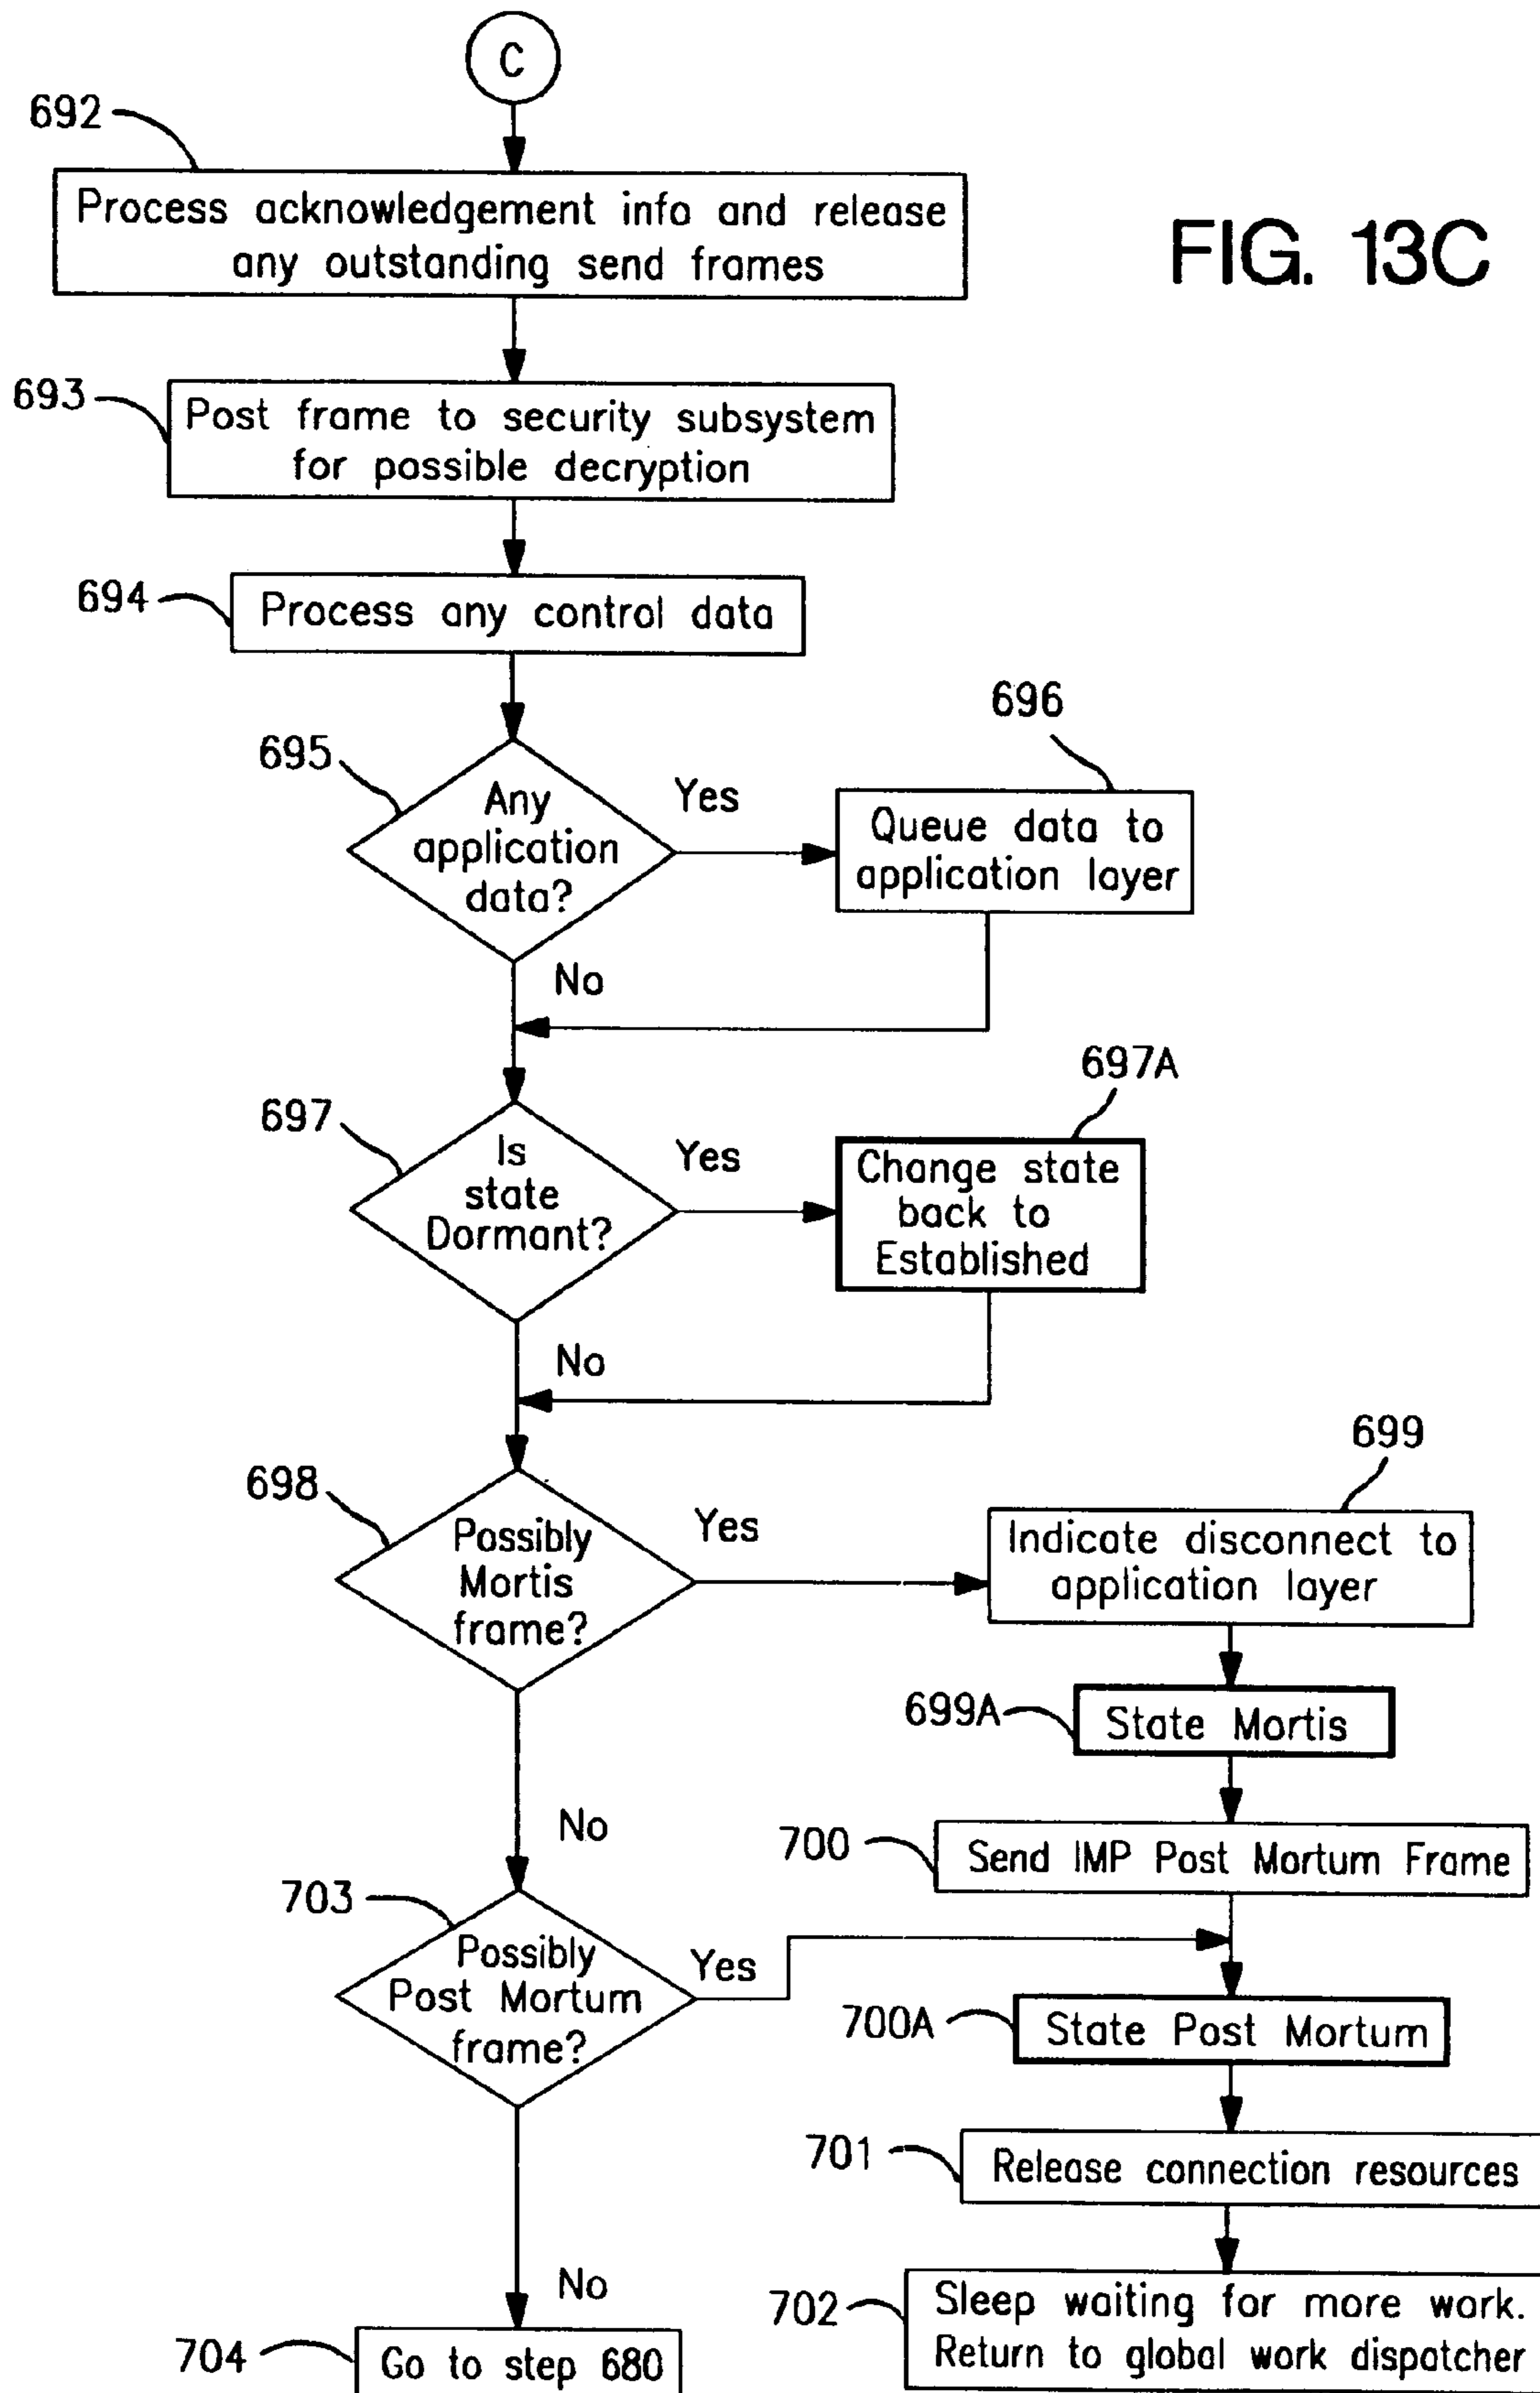 C
692
Process acknowledgement info and release
any outstanding send frames
FIG. 13C
693
Post frame to security subsystem
for possible decryption
694
Process any control data
695
Any
application
data?
Yes
696
Queue data to
application layer
No
697
Is
state
Dormant?
Yes
697A
Change state
back to
Established
No
698
Possibly
Mortis
frame?
Yes
699
Indicate disconnect to
application layer
699A
State Mortis
No
700
Send IMP Post Mortum Frame
703
Possibly
Post Mortum
frame?
Yes
700A
State Post Mortum
701
Release connection resources
No
702
Sleep waiting for more work.
Return to global work dispatcher
704
Go to step 680